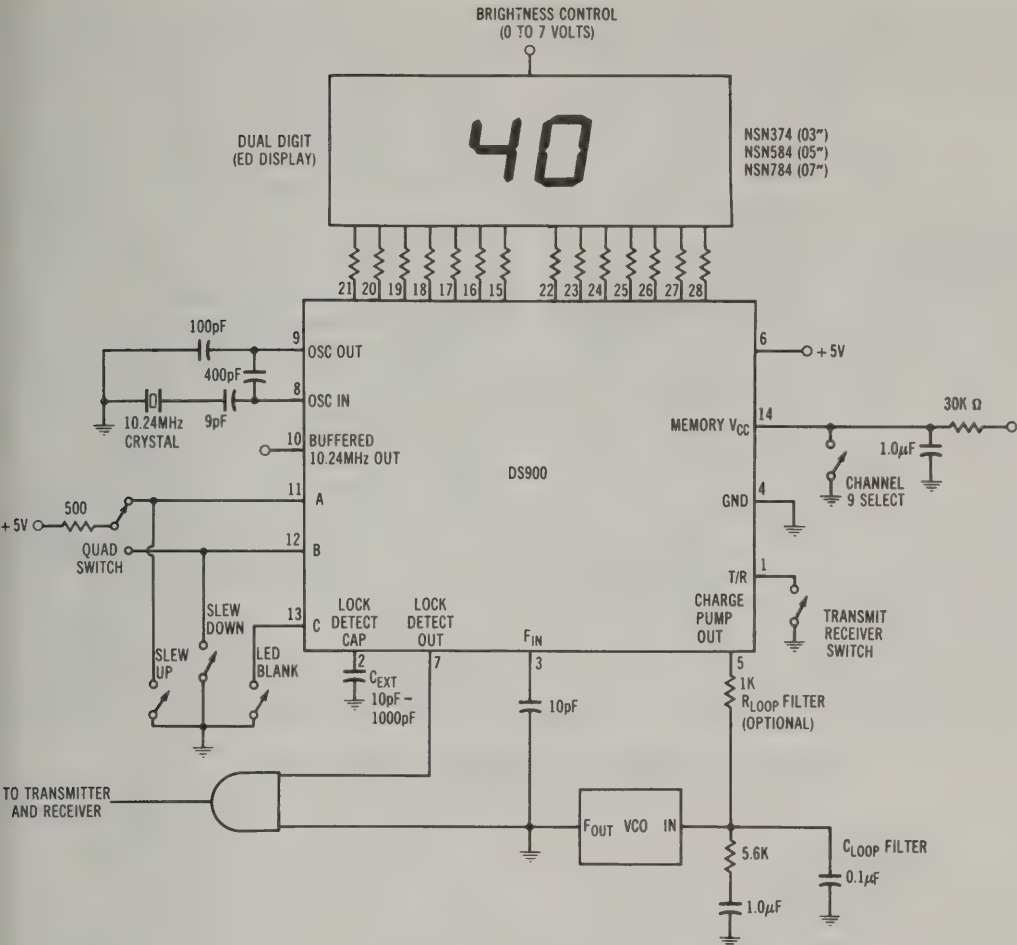 BRIGHTNESS CONTROL
(0 TO 7 VOLTS)
DUAL DIGIT
(ED DISPLAY)
40
NSN374 (03")
NSN584 (05")
NSN784 (07")
21 20 19 18 17 16 15 22 23 24 25 26 27 28
100pF
9
OSC OUT
400pF
8
OSC IN
10.24MHz
CRYSTAL
9pF
10
BUFFERED
10.24MHz OUT
6
+ 5V
MEMORY VCC
14
30K Ω
1.0μF
CHANNEL
9 SELECT
DS900
500
11
A
+ 5V
QUAD
SWITCH
12
B
GND
4
T/R
1
TRANSMIT
RECEIVER
SWITCH
13
C
SLEW
DOWN
SLEW
UP
LED
BLANK
LOCK
DETECT
CAP
LOCK
DETECT
OUT
FIN
CHARGE
PUMP
OUT
2
7
3
5
CEXT
10pF –
1000pF
10pF
1K
RLOOP FILTER
(OPTIONAL)
TO TRANSMITTER
AND RECEIVER
FOUT VCO IN
5.6K
1.0μF
CLOOP FILTER
0.1μF